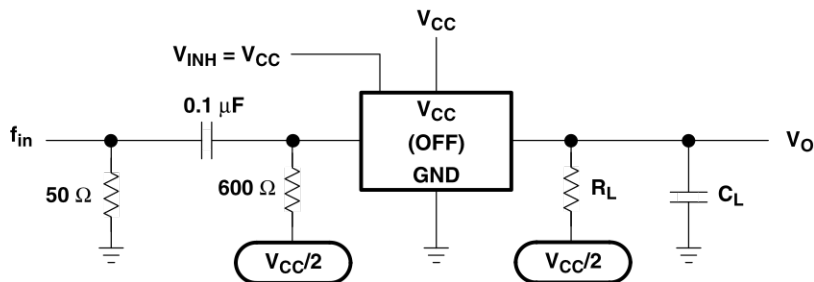 V_CC
V_INH = V_CC
0.1 μF
V_CC
(OFF)
GND
f_in
V_O
50 Ω
600 Ω
R_L
C_L
V_CC/2
V_CC/2